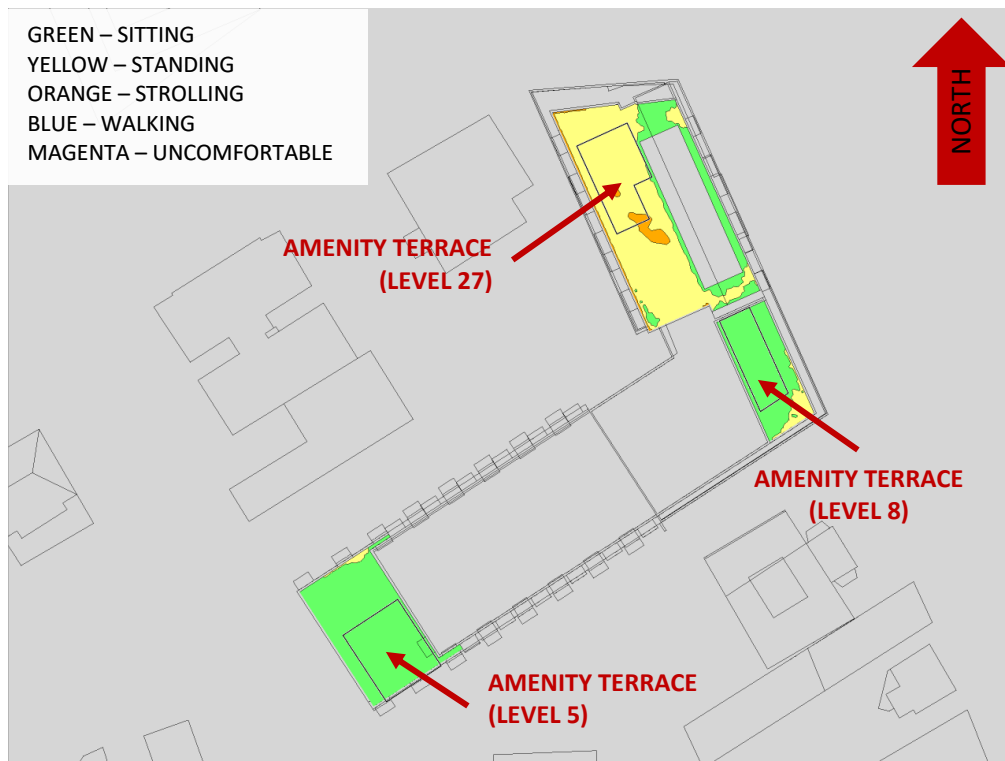 GREEN – SITTING
YELLOW – STANDING
ORANGE – STROLLING
BLUE – WALKING
MAGENTA – UNCOMFORTABLE
NORTH
AMENITY TERRACE
(LEVEL 27)
AMENITY TERRACE
(LEVEL 8)
AMENITY TERRACE
(LEVEL 5)